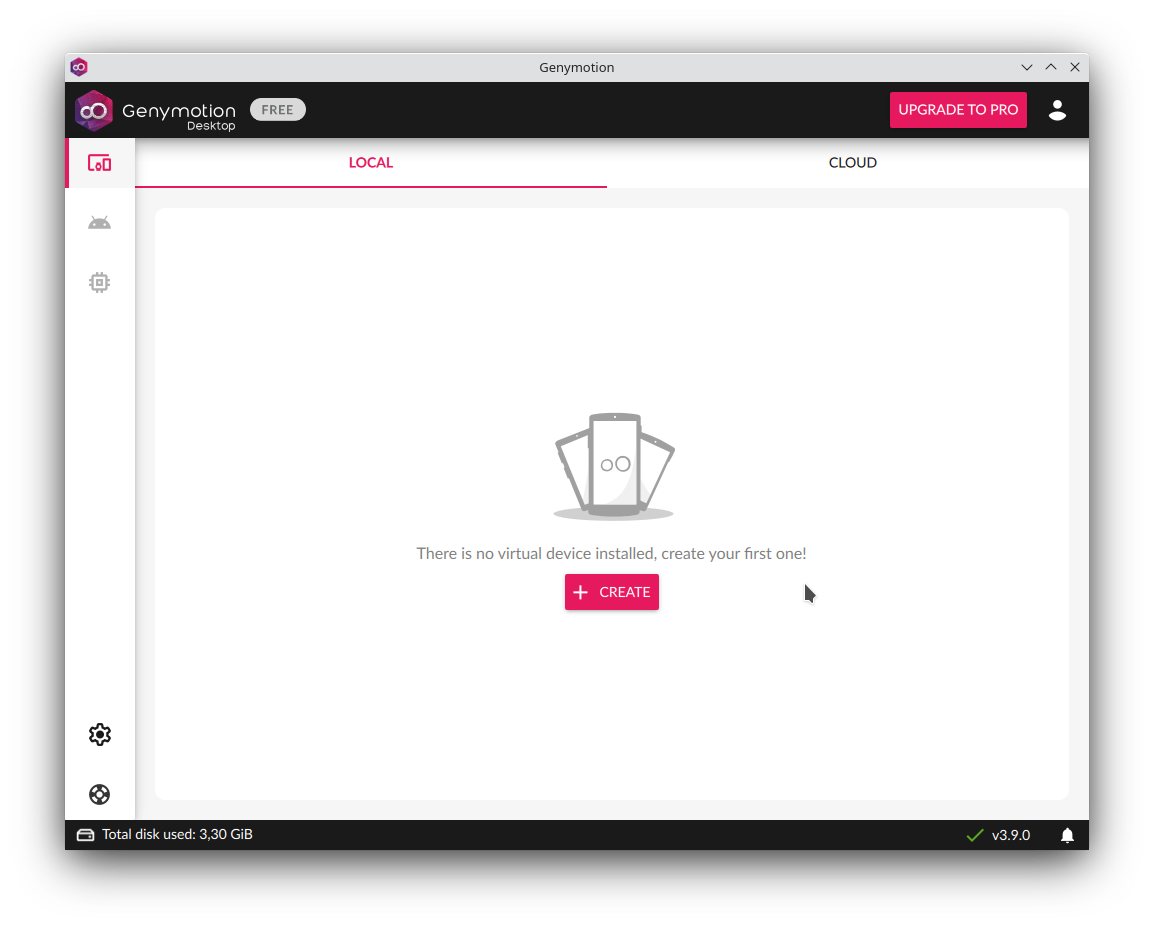 Genymotion
Genymotion
Desktop
FREE
UPGRADE TO PRO
LOCAL
CLOUD
There is no virtual device installed, create your first one!
CREATE
Total disk used: 3,30 GiB
v3.9.0